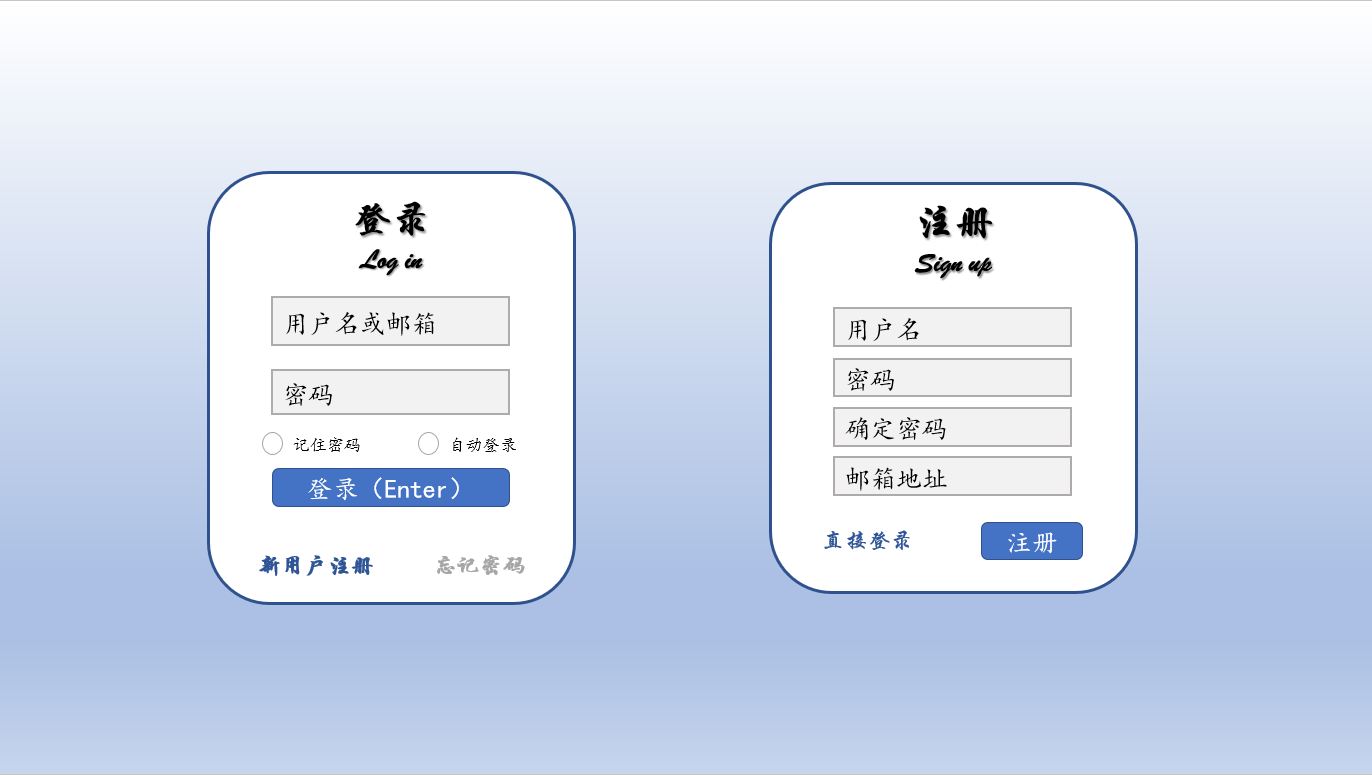 登录
Log in
用户名或邮箱
密码
记住密码 自动登录
登录（Enter）
新用户注册 忘记密码
注册
Sign up
用户名
密码
确定密码
邮箱地址
直接登录 注册